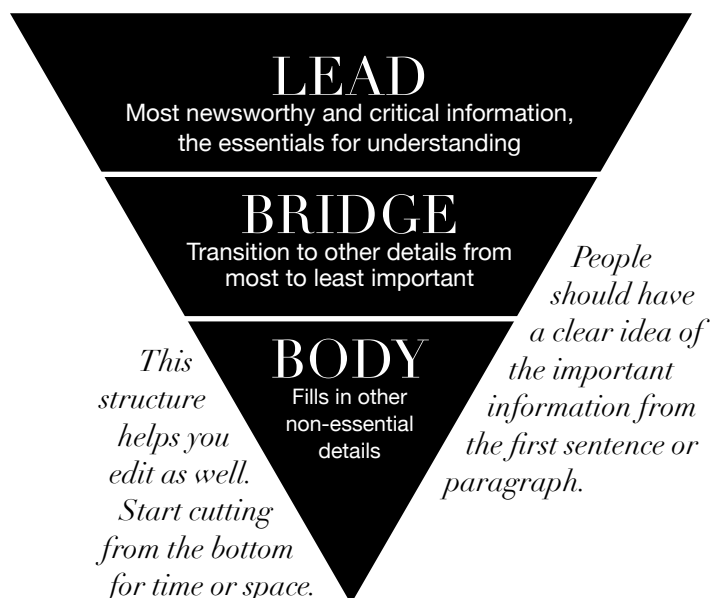 LEAD
Most newsworthy and critical information,
the essentials for understanding
BRIDGE
Transition to other details from
most to least important
BODY
Fills in other
non-essential
details
People
should have
a clear idea of
the important
information from
the first sentence or
paragraph.
This
structure
helps you
edit as well.
Start cutting
from the bottom
for time or space.